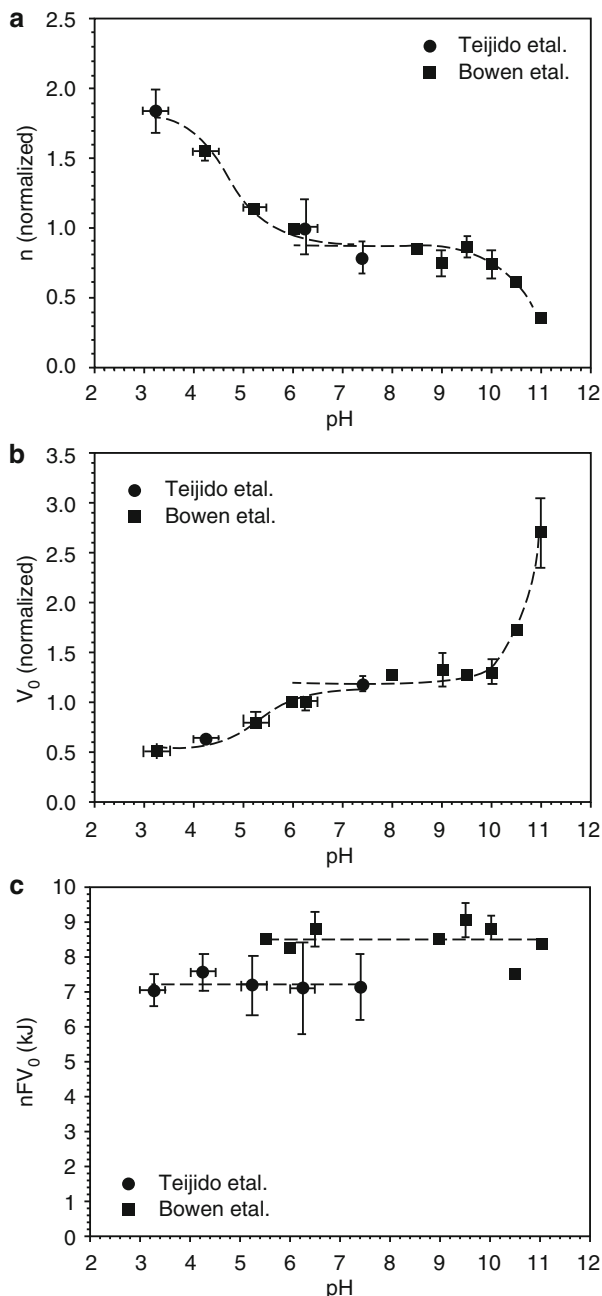 a
2.5
2.0
1.5
1.0
0.5
0.0
n (normalized)
Teijido etal.
Bowen etal.
2 3 4 5 6 7 8 9 10 11 12
pH
b
3.5
3.0
2.5
2.0
1.5
1.0
0.5
0.0
V0 (normalized)
Teijido etal.
Bowen etal.
2 3 4 5 6 7 8 9 10 11 12
pH
c
10
9
8
7
6
5
4
3
2
1
0
nFV0 (kJ)
Teijido etal.
Bowen etal.
2 3 4 5 6 7 8 9 10 11 12
pH